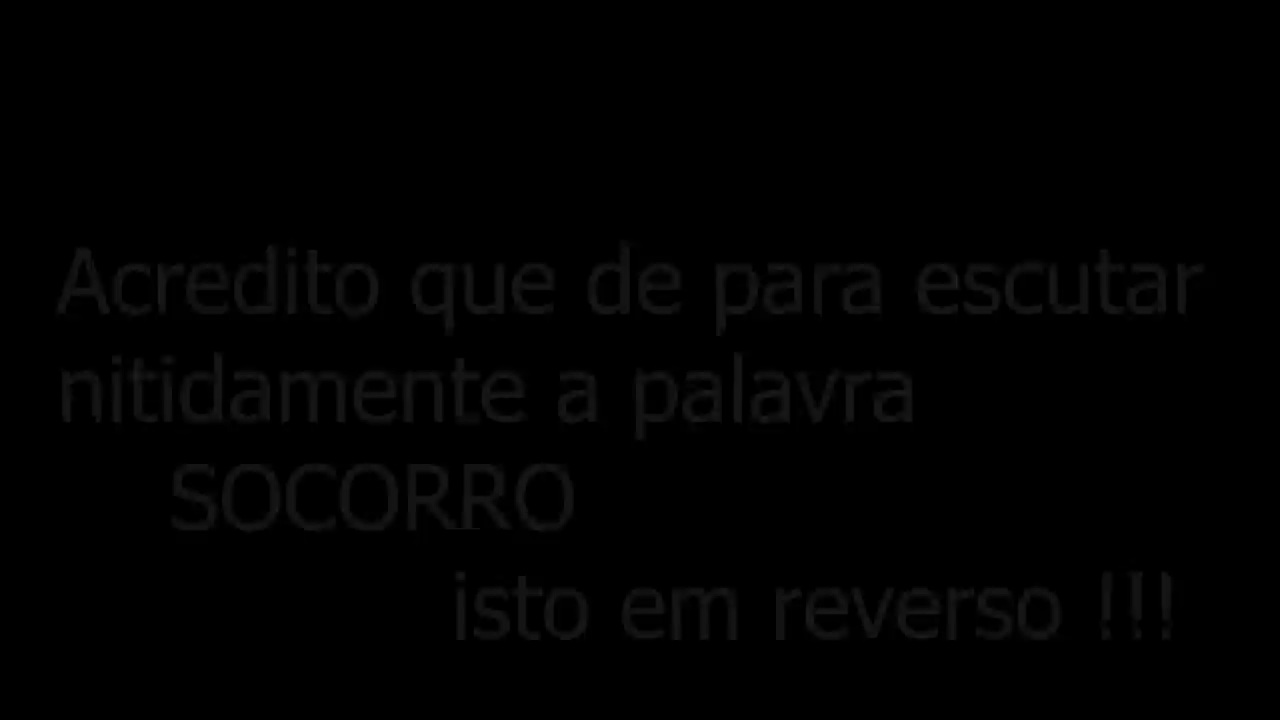 Acredito que de para escutar
nitidamente a palavra
SOCORRO
isto em reverso !!!